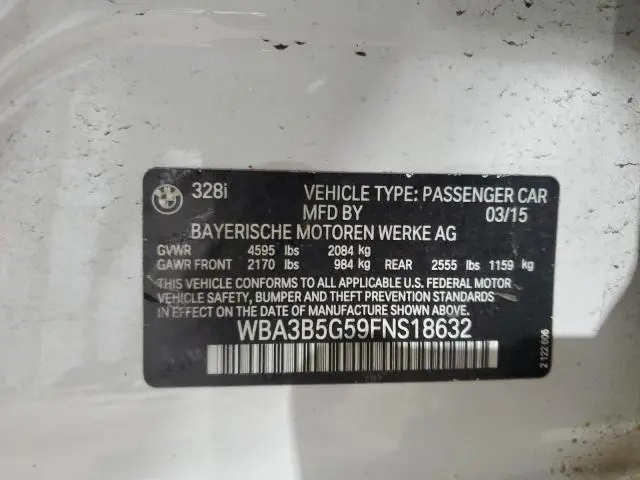 328i VEHICLE TYPE: PASSENGER CAR
MFD BY 03/15
BAYERISCHE MOTOREN WERKE AG
GVWR 4595 lbs 2084 kg
GAWR FRONT 2170 lbs 984 kg REAR 2555 lbs 1159 kg
THIS VEHICLE CONFORMS TO ALL APPLICABLE U.S. FEDERAL MOTOR
VEHICLE SAFETY, BUMPER AND THEFT PREVENTION STANDARDS
IN EFFECT ON THE DATE OF MANUFACTURE SHOWN ABOVE.
WBA3B5G59FNS18632
2 122 606